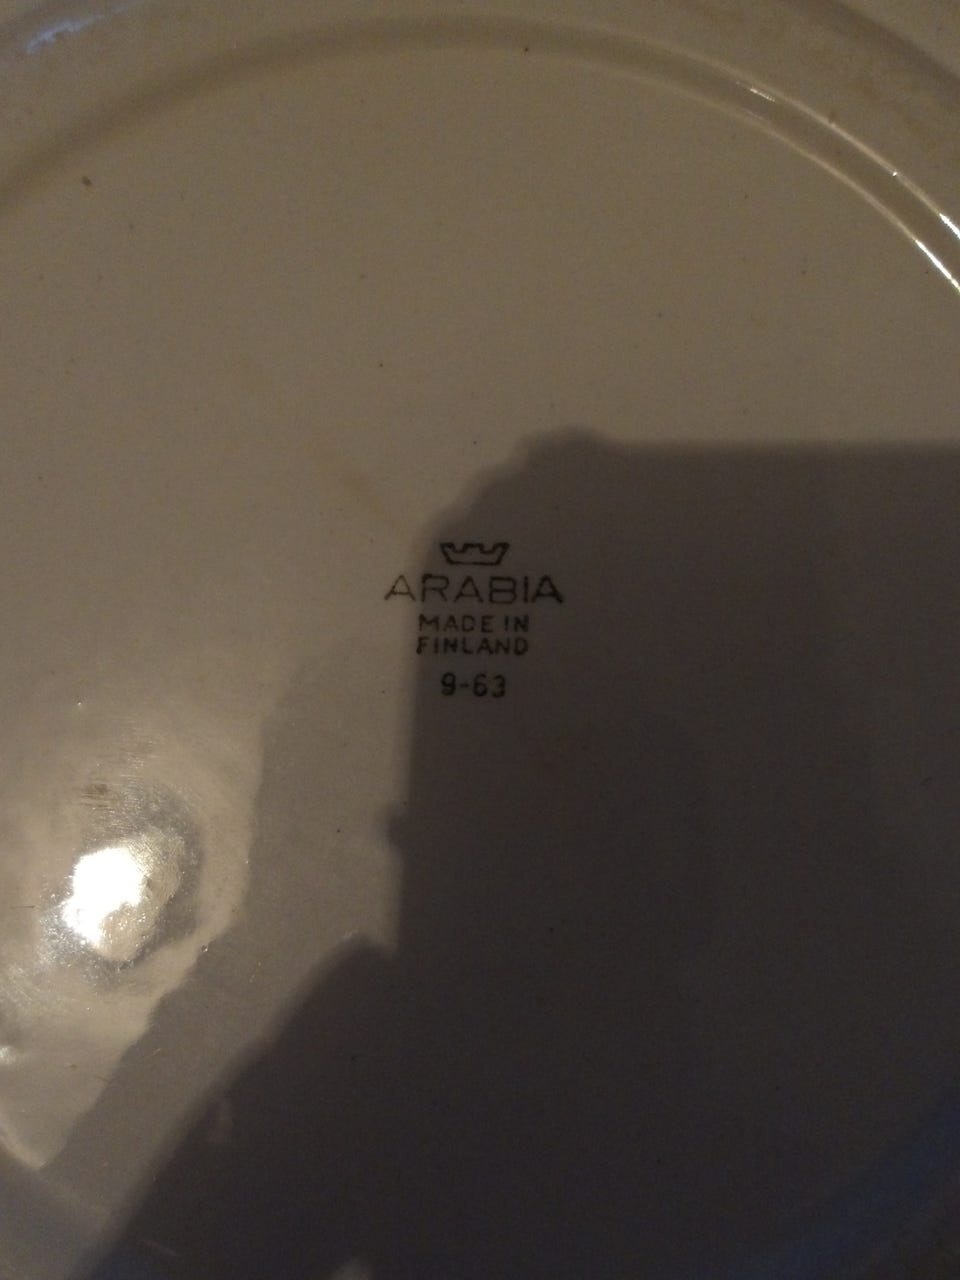 ARABIA
MADE IN
FINLAND
9-63